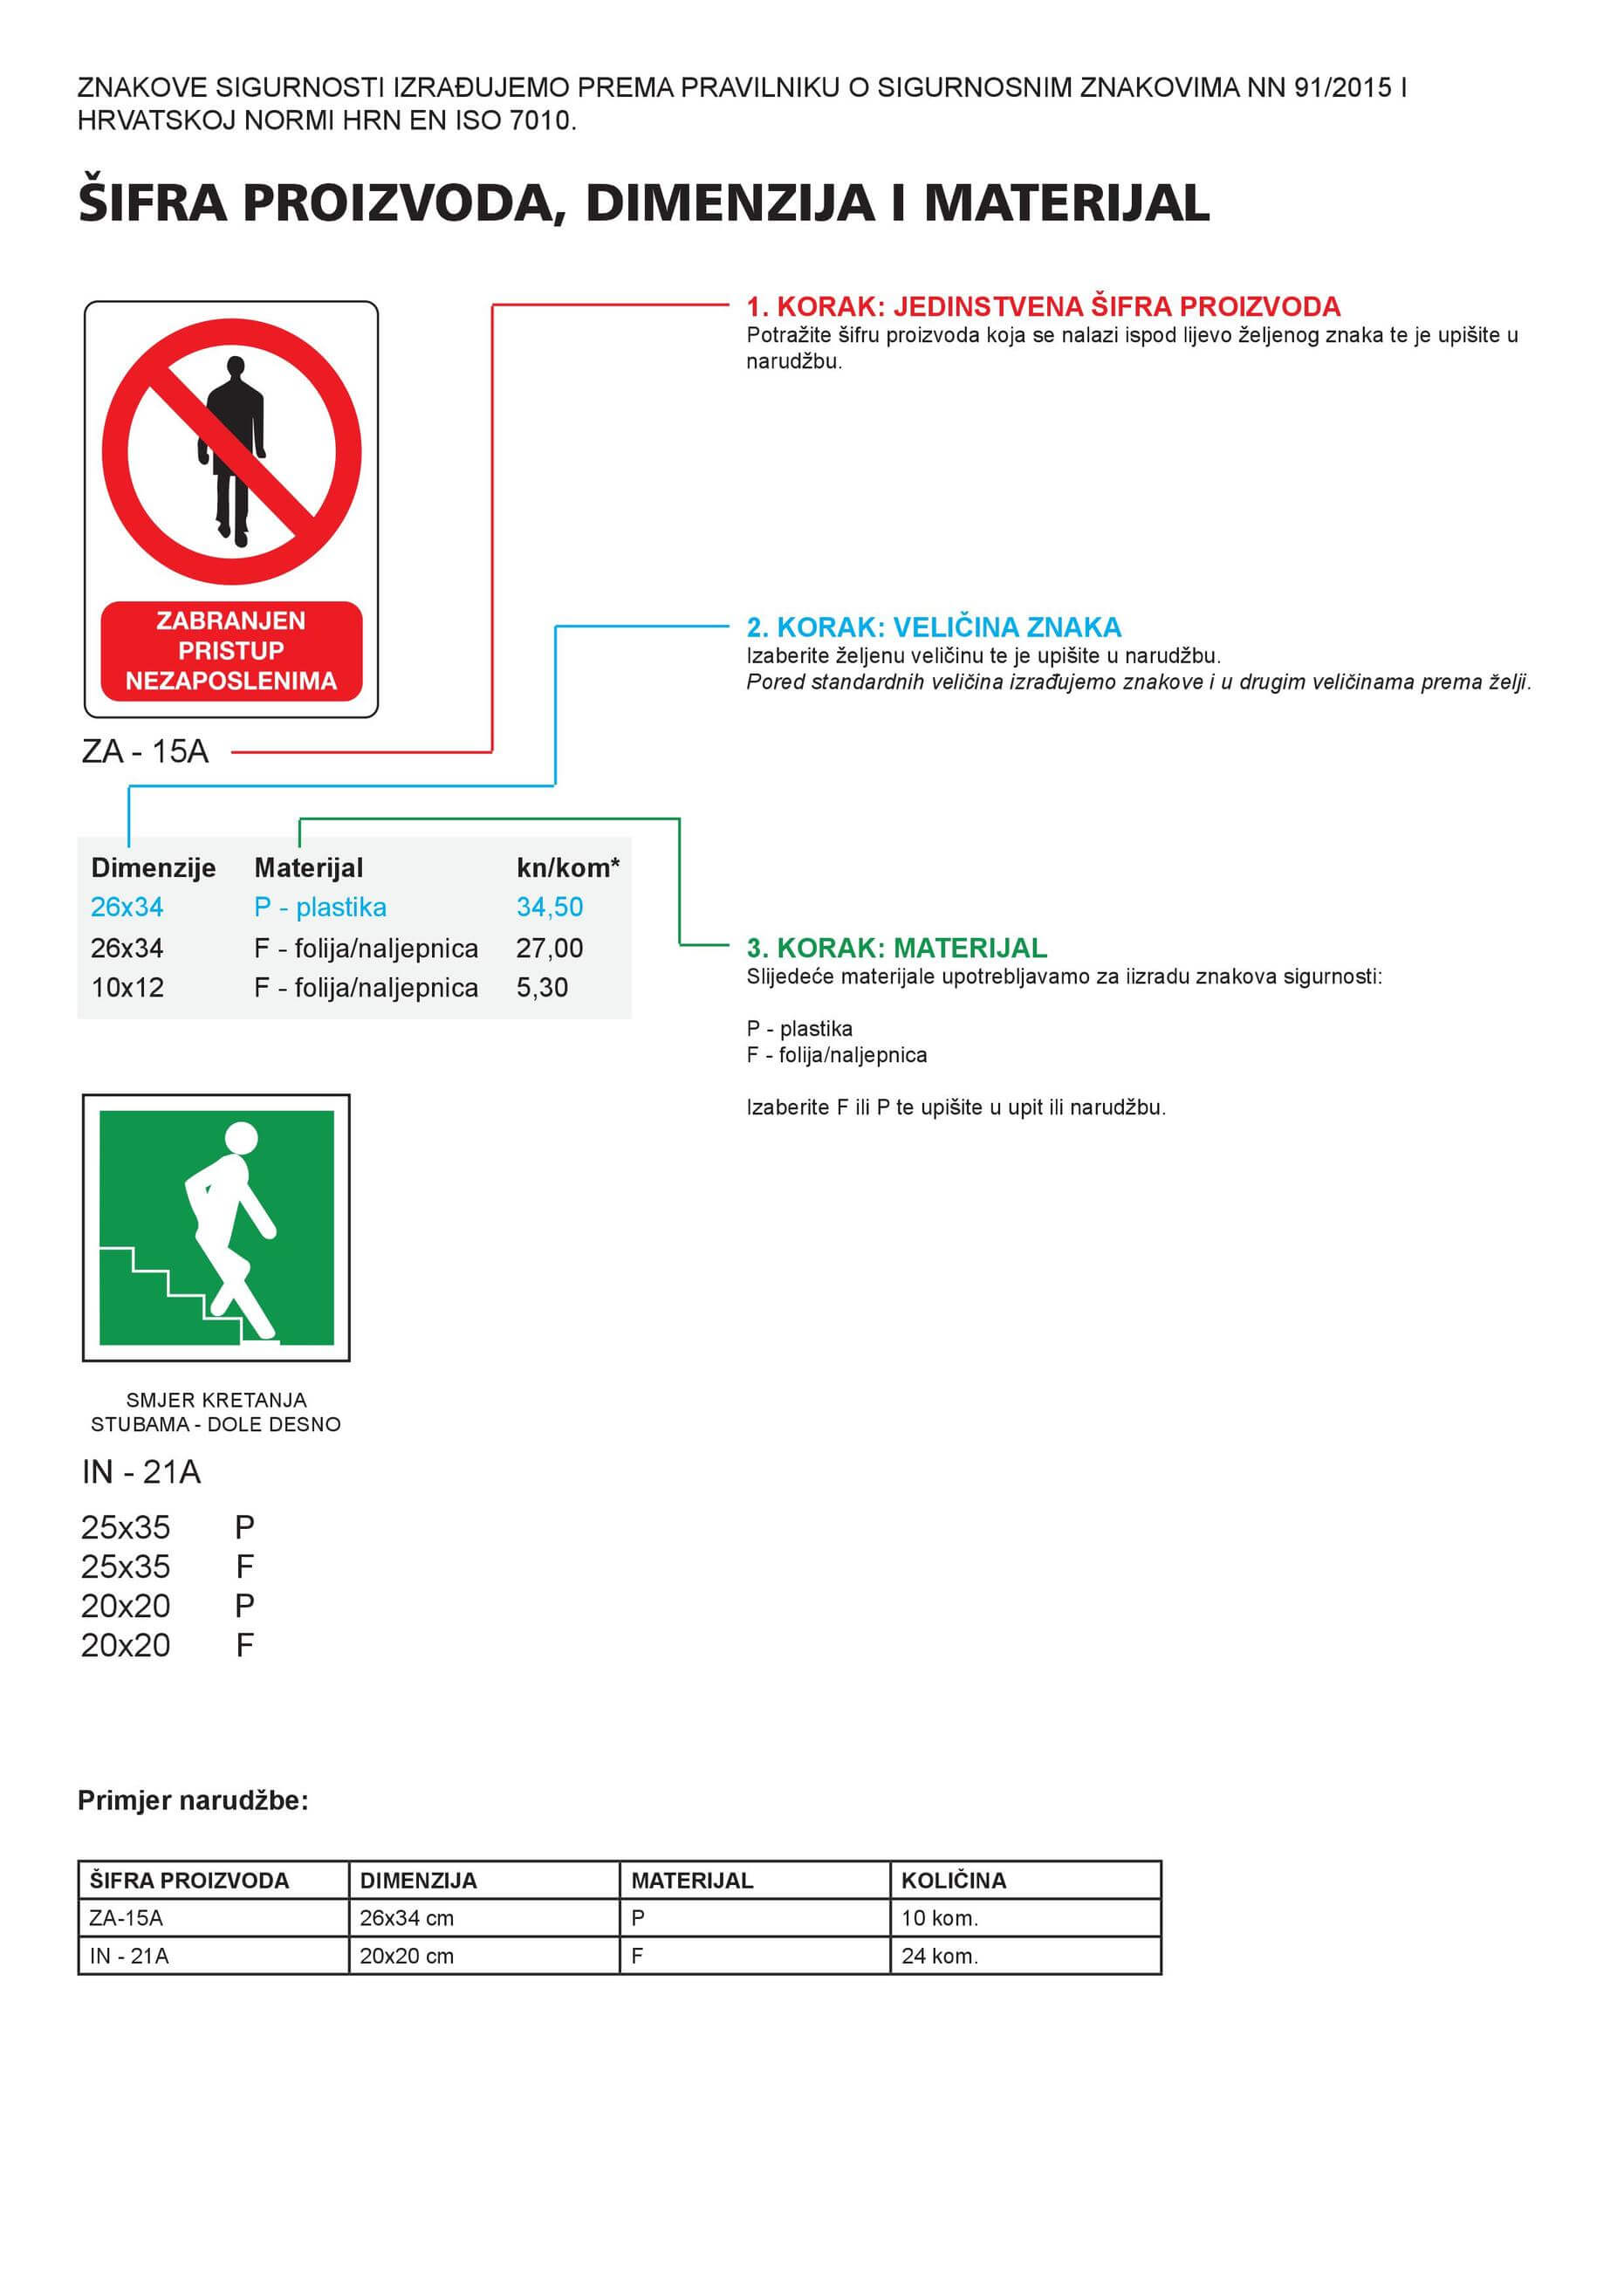 ZNAKOVE SIGURNOSTI IZRAĐUJEMO PREMA PRAVILNIKU O SIGURNOSNIM ZNAKOVIMA NN 91/2015 I
HRVATSKOJ NORMI HRN EN ISO 7010.
ŠIFRA PROIZVODA, DIMENZIJA I MATERIJAL
ZABRANJEN
PRISTUP
NEZAPOSLENIMA
ZA - 15A
1. KORAK: JEDINSTVENA ŠIFRA PROIZVODA
Potražite šifru proizvoda koja se nalazi ispod lijevo željenog znaka te je upišite u
narudžbu.
2. KORAK: VELIČINA ZNAKA
Izaberite željenu veličinu te je upišite u narudžbu.
Pored standardnih veličina izrađujemo znakove i u drugim veličinama prema želji.
Dimenzije Materijal kn/kom*
26x34 P - plastika 34,50
26x34 F - folija/naljepnica 27,00
10x12 F - folija/naljepnica 5,30
3. KORAK: MATERIJAL
Slijedeće materijale upotrebljavamo za iizradu znakova sigurnosti:
P - plastika
F - folija/naljepnica
Izaberite F ili P te upišite u upit ili narudžbu.
SMJER KRETANJA
STUBAMA - DOLE DESNO
IN - 21A
25x35 P
25x35 F
20x20 P
20x20 F
Primjer narudžbe:
ŠIFRA PROIZVODA DIMENZIJA MATERIJAL KOLIČINA
ZA-15A 26x34 cm P 10 kom.
IN - 21A 20x20 cm F 24 kom.